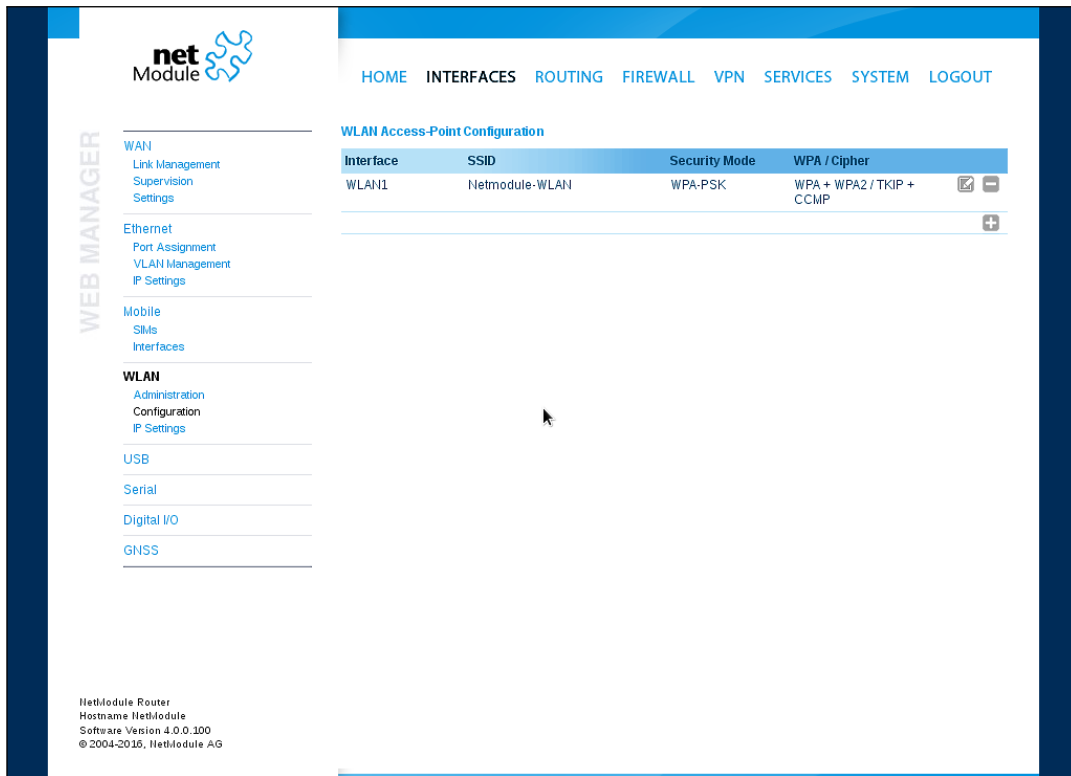 net
Module
HOME INTERFACES ROUTING FIREWALL VPN SERVICES SYSTEM LOGOUT
WEB MANAGER
WAN
Link Management
Supervision
Settings
Ethernet
Port Assignment
VLAN Management
IP Settings
Mobile
SIMs
Interfaces
WLAN
Administration
Configuration
IP Settings
USB
Serial
Digital I/O
GNSS
WLAN Access-Point Configuration
Interface SSID Security Mode WPA / Cipher
WLAN1 Netmodule-WLAN WPA-PSK WPA + WPA2 / TKIP +
CCMP
NetModule Router
Hostname NetModule
Software Version 4.0.0.100
© 2004-2016, NetModule AG